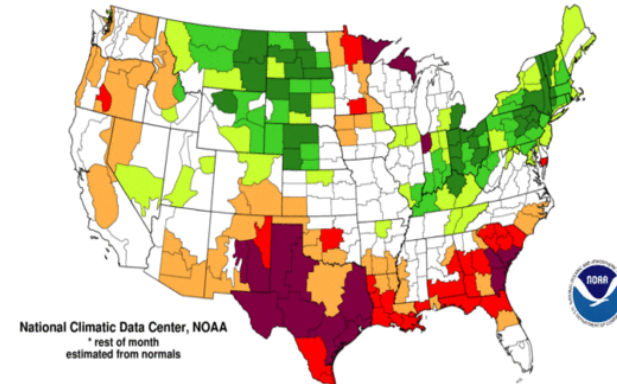 NOAA
National Climatic Data Center, NOAA
* rest of month
estimated from normals